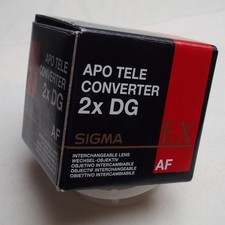 APO TELE
CONVERTER
2x DG
SIGMA
EX
INTERCHANGEABLE LENS
WECHSEL-OBJEKTIV
OBJETIVO INTERCAMBIABLE
OBJECTIF INTERCHANGEABLE
OBIETTIVO INTERCAMBIABILE
AF
AF